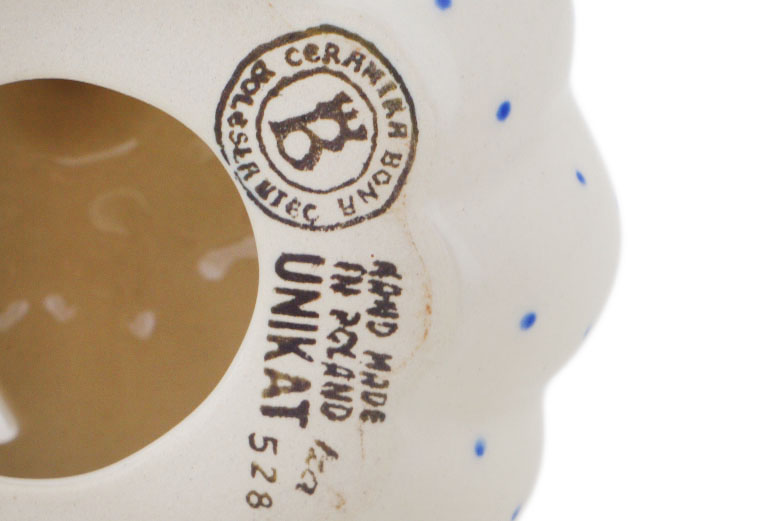 CERAMIKA BONA
BOLESŁAWIEC
B
HAND MADE
IN POLAND
UNIKAT
528